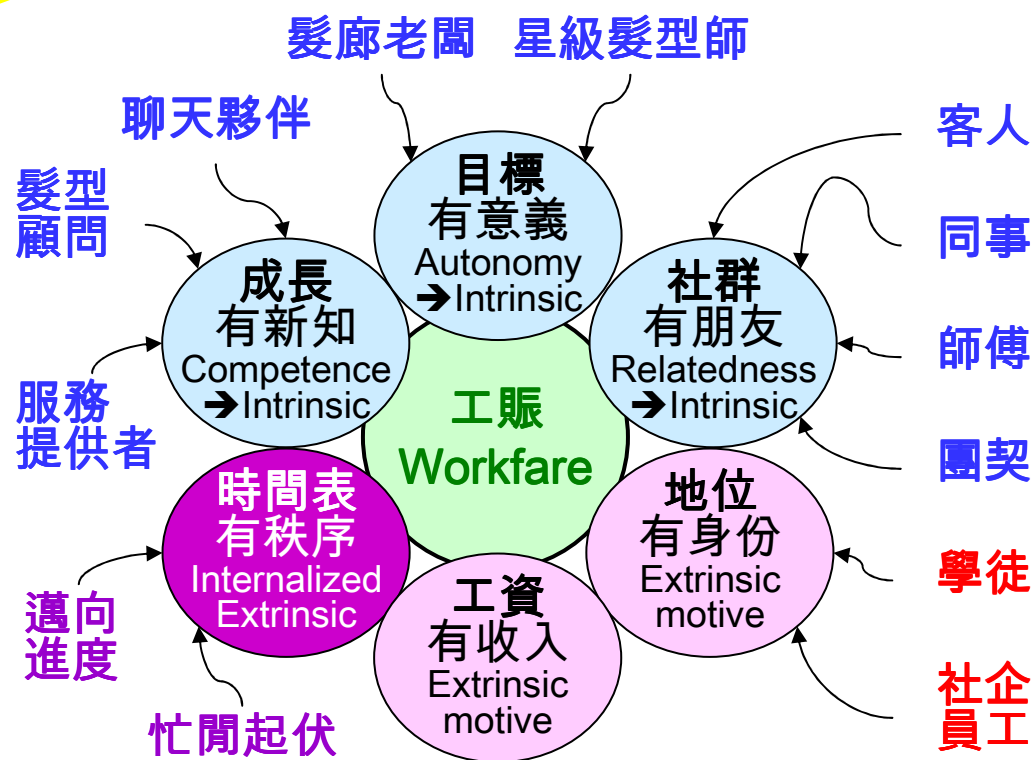 髮廊老闆 星級髮型師
聊天夥伴
髮型
顧問
服務
提供者
邁向
進度
忙閒起伏
目標
有意義
Autonomy
➔Intrinsic
成長
有新知
Competence
➔Intrinsic
社群
有朋友
Relatedness
➔Intrinsic
工賬
Workfare
時間表
有秩序
Internalized
Extrinsic
地位
有身份
Extrinsic
motive
工資
有收入
Extrinsic
motive
客人
同事
師傅
團契
學徒
社企
員工